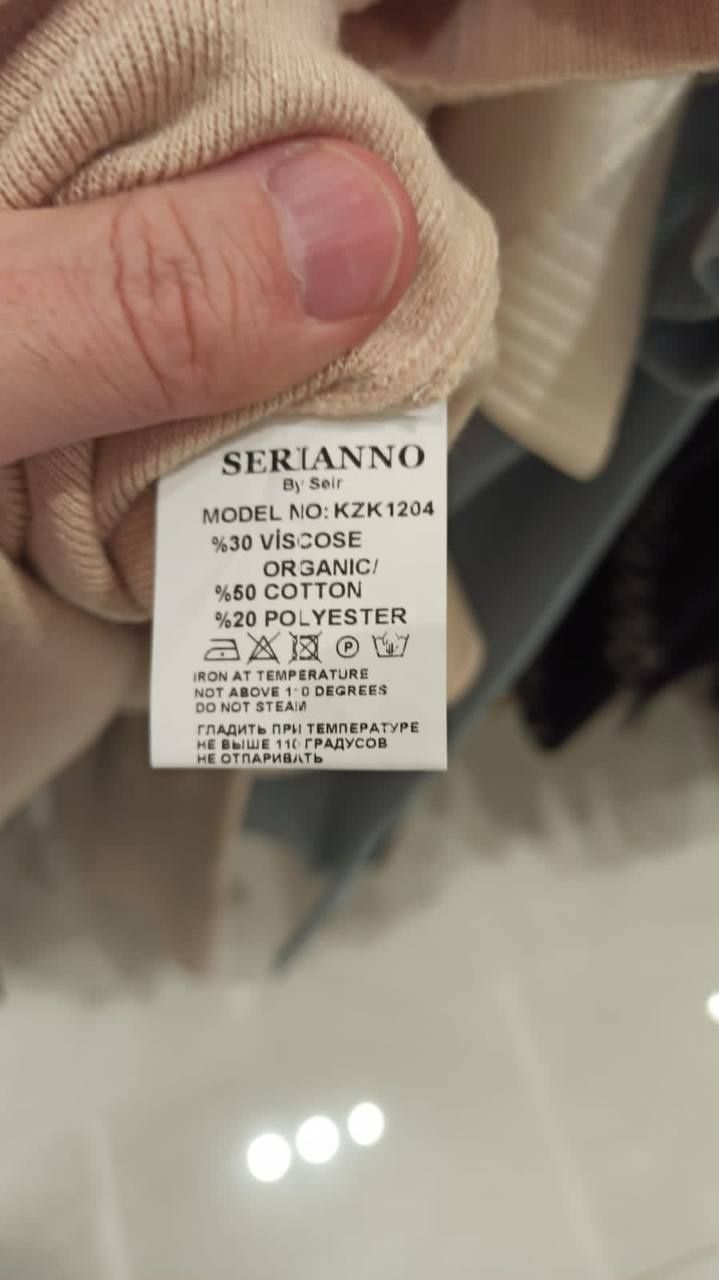 SERIANNO
By Seir
MODEL NO: KZK1204
%30 VİSCOSE
ORGANIC/
%50 COTTON
%20 POLYESTER
P
IRON AT TEMPERATURE
NOT ABOVE 110 DEGREES
DO NOT STEAM
ГЛАДИТЬ ПРИ ТЕМПЕРАТУРЕ
НЕ ВЫШЕ 110 ГРАДУСОВ
НЕ ОТПАРИВАТЬ